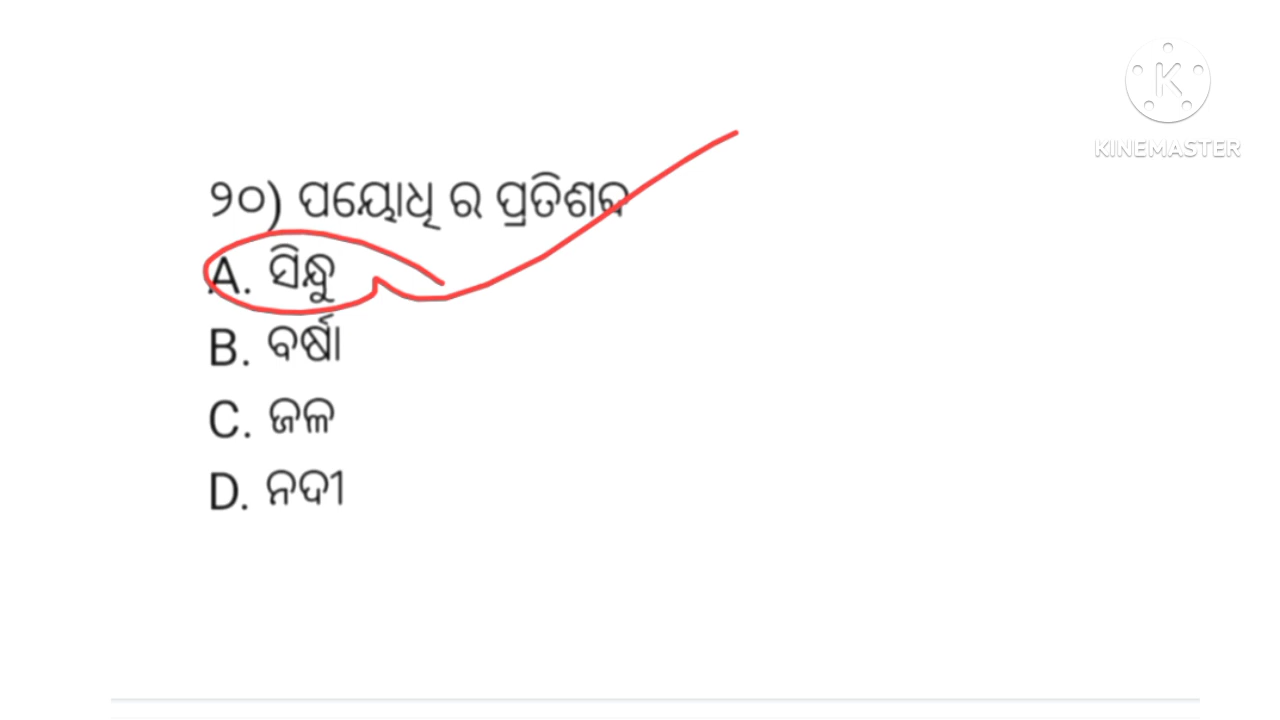 KINEMASTER
୨୦) ପୟୋଧି ର ପ୍ରତିଶବ୍ଦ
A. ସିନ୍ଧୁ
B. ବର୍ଷା
C. ଜଳ
D. ନଦୀ